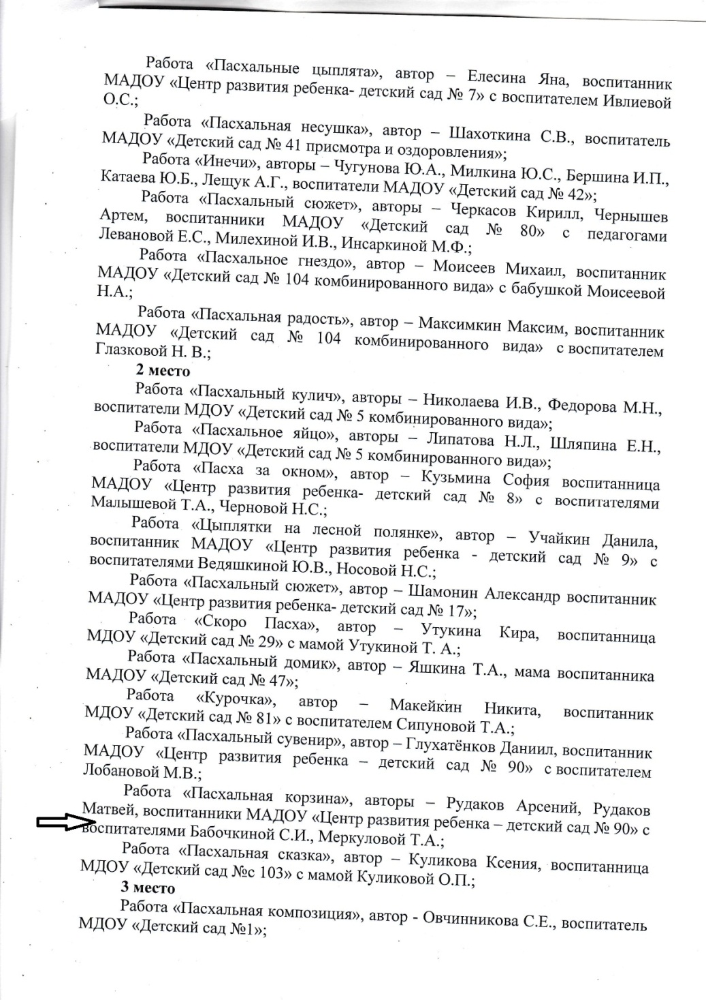 Работа «Пасхальные цыплята», автор – Елесина Яна, воспитанник
МАДОУ «Центр развития ребенка- детский сад № 7» с воспитателем Ивлиевой
О.С.;
Работа «Пасхальная несушка», автор – Шахоткина С.В., воспитатель
МАДОУ «Детский сад № 41 присмотра и оздоровления»;
Работа «Инечи», авторы – Чугунова Ю.А., Милкина Ю.С., Бершина И.П.,
Катаева Ю.Б., Лещук А.Г., воспитатели МАДОУ «Детский сад № 42»;
Работа «Пасхальный сюжет», авторы – Черкасов Кирилл, Чернышев
Артем, воспитанники МАДОУ «Детский сад № 80» с педагогами
Левановой Е.С., Милехиной И.В., Инсаркиной М.Ф.;
Работа «Пасхальное гнездо», автор – Моисеев Михаил, воспитанник
МАДОУ «Детский сад № 104 комбинированного вида» с бабушкой Моисеевой
Н.А.;
Работа «Пасхальная радость», автор – Максимкин Максим, воспитанник
МАДОУ «Детский сад № 104 комбинированного вида» с воспитателем
Глазковой Н. В.;
2 место
Работа «Пасхальный кулич», авторы – Николаева И.В., Федорова М.Н.,
воспитатели МДОУ «Детский сад № 5 комбинированного вида»;
Работа «Пасхальное яйцо», авторы – Липатова Н.Л., Шляпина Е.Н.,
воспитатели МДОУ «Детский сад № 5 комбинированного вида»;
Работа «Пасха за окном», автор – Кузьмина София воспитанница
МАДОУ «Центр развития ребенка- детский сад № 8» с воспитателями
Малышевой Т.А., Черновой Н.С.;
Работа «Цыплятки на лесной полянке», автор – Учайкин Данила,
воспитанник МАДОУ «Центр развития ребенка - детский сад № 9» с
воспитателями Ведяшкиной Ю.В., Носовой Н.С.;
Работа «Пасхальный сюжет», автор – Шамонин Александр воспитанник
МАДОУ «Центр развития ребенка- детский сад № 17»;
Работа «Скоро Пасха», автор – Утукина Кира, воспитанница
МДОУ «Детский сад № 29» с мамой Утукиной Т. А.;
Работа «Пасхальный домик», автор – Яшкина Т.А., мама воспитанника
МАДОУ «Детский сад № 47»;
Работа «Курочка», автор – Макейкин Никита, воспитанник
МДОУ «Детский сад № 81» с воспитателем Сипуновой Т.А.;
Работа «Пасхальный сувенир», автор – Глухатёнков Даниил, воспитанник
МАДОУ «Центр развития ребенка – детский сад № 90» с воспитателем
Лобановой М.В.;
Работа «Пасхальная корзина», авторы – Рудаков Арсений, Рудаков
Матвей, воспитанники МАДОУ «Центр развития ребенка – детский сад № 90» с
воспитателями Бабочкиной С.И., Меркуловой Т.А.;
Работа «Пасхальная сказка», автор – Куликова Ксения, воспитанница
МДОУ «Детский сад №с 103» с мамой Куликовой О.П.;
3 место
Работа «Пасхальная композиция», автор - Овчинникова С.Е., воспитатель
МДОУ «Детский сад №1»;